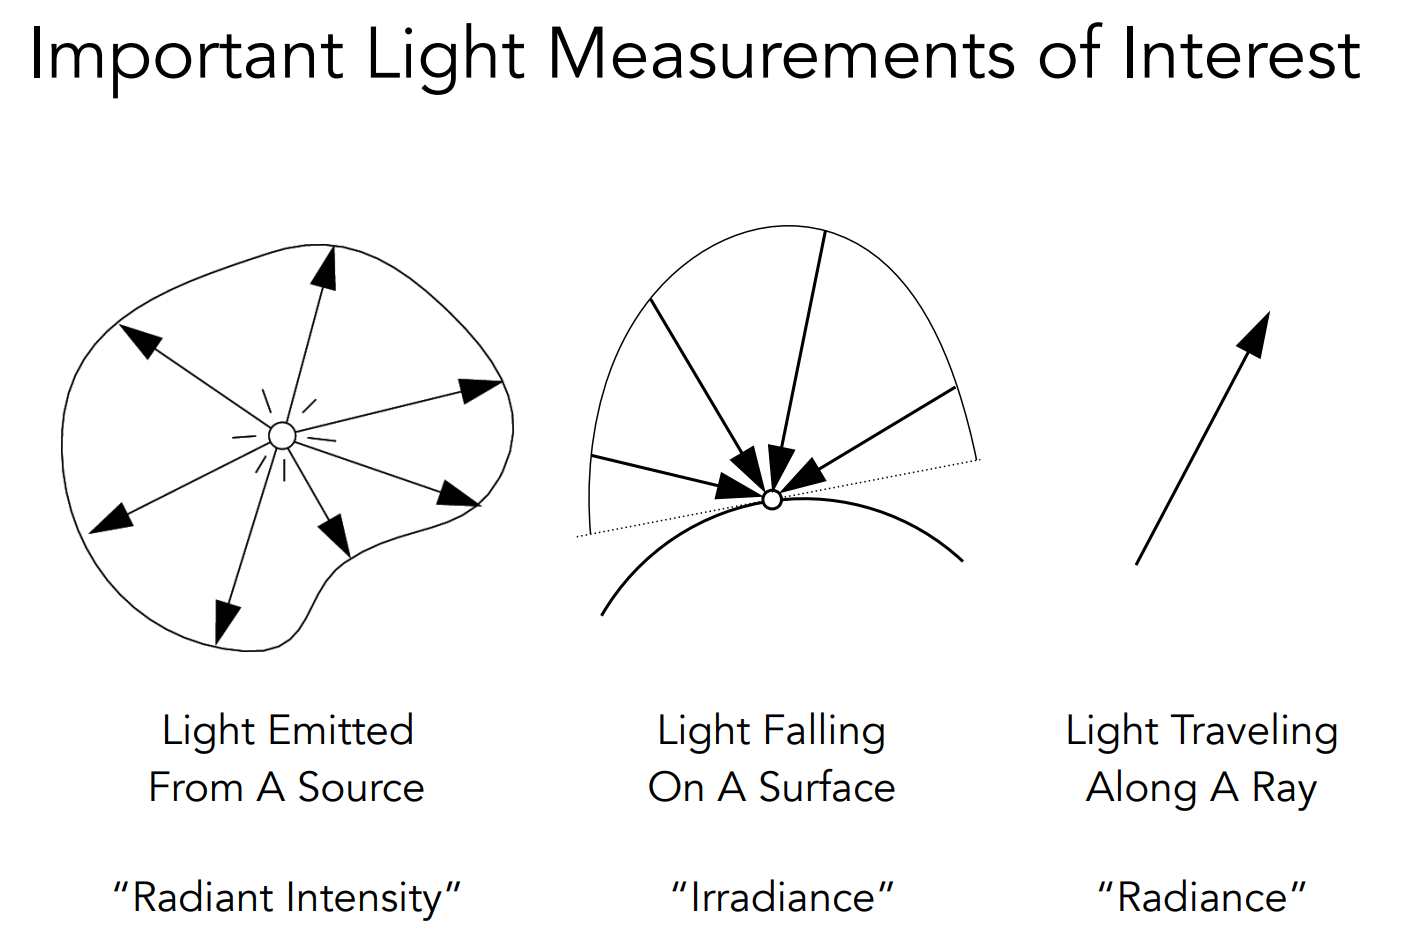 Important Light Measurements of Interest
Light Emitted
From A Source
“Radiant Intensity”
Light Falling
On A Surface
“Irradiance”
Light Traveling
Along A Ray
“Radiance”